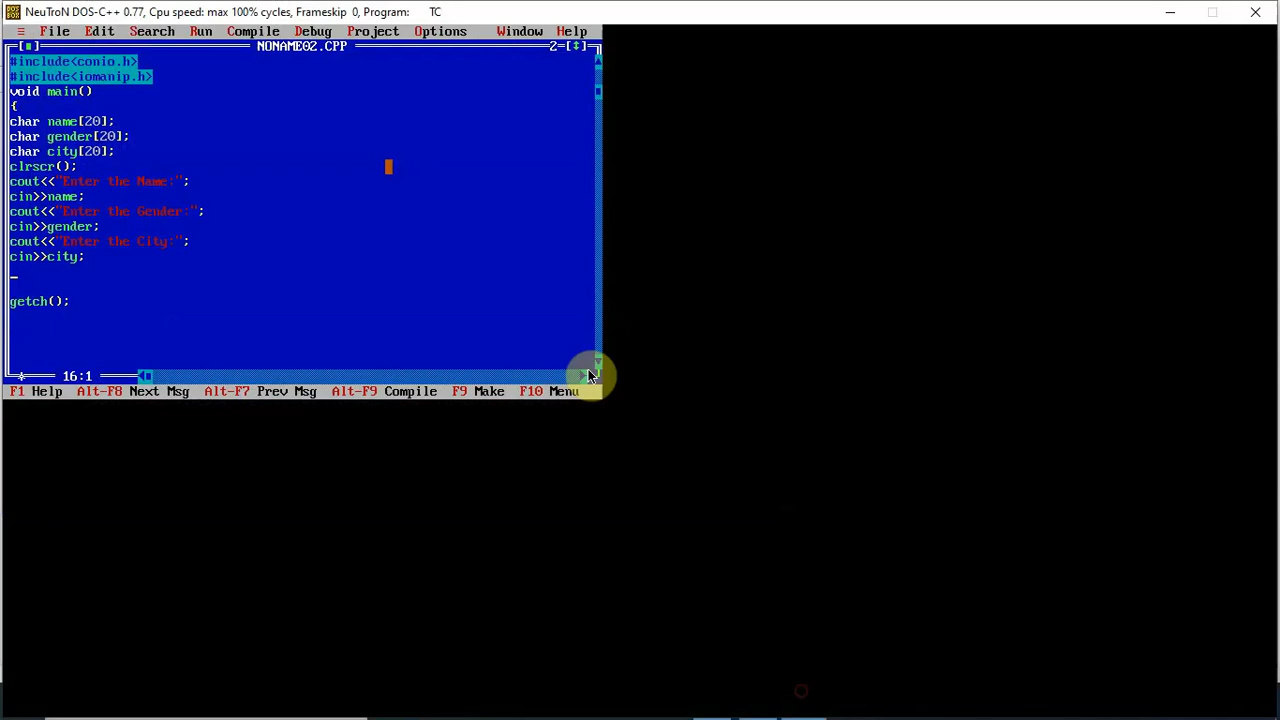 NeuTroN DOS-C++ 0.77, Cpu speed: max 100% cycles, Frameskip 0, Program: TC
≡ File Edit Search Run Compile Debug Project Options Window Help
[■] NONAME02.CPP 2=[↕]
#include<conio.h>
#include<iomanip.h>
void main()
{
char name[20];
char gender[20];
char city[20];
clrscr();
cout<<"Enter the Name:";
cin>>name;
cout<<"Enter the Gender:";
cin>>gender;
cout<<"Enter the City:";
cin>>city;
getch();
16:1
F1 Help Alt-F8 Next Msg Alt-F7 Prev Msg Alt-F9 Compile F9 Make F10 Menu